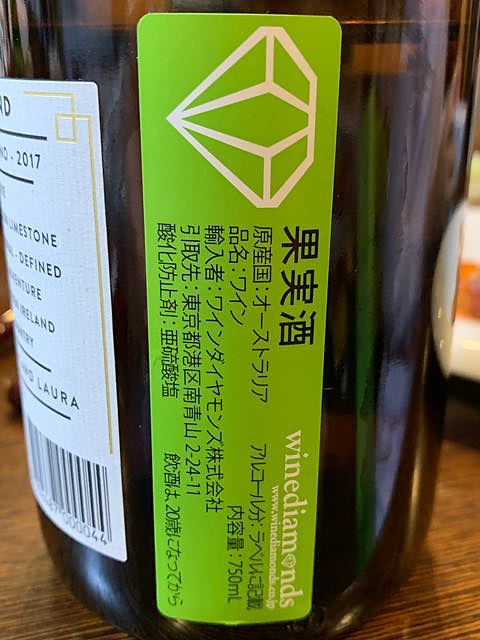 ND
NO - 2017
LIMESTONE
- DEFINED
VENTURE
IRELAND
AND LAURA
000044
果実酒
winediamonds
www.winediamonds.co.jp
原産国：オーストラリア アルコール分：ラベルに記載
品名：ワイン 内容量：750mL
輸入者：ワインダイヤモンズ株式会社
引取先：東京都港区南青山 2-24-11
酸化防止剤：亜硫酸塩 飲酒は、20歳になってから